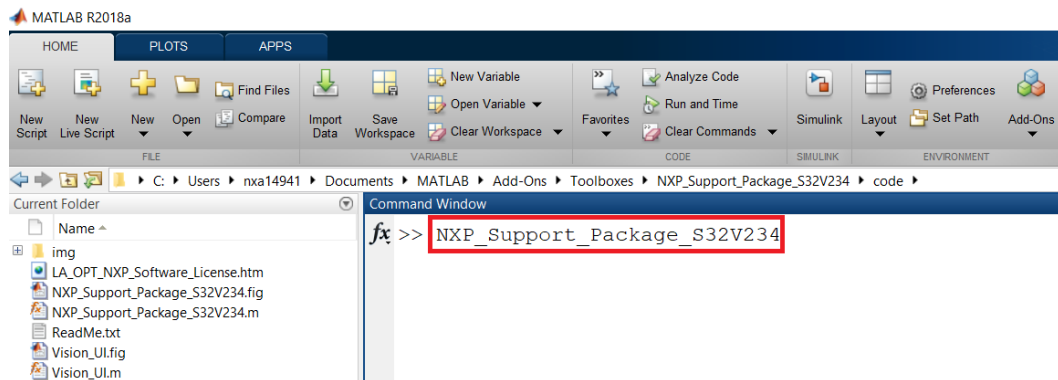 MATLAB R2018a
HOME PLOTS APPS
New Script
New Live Script
New
Open
Find Files
Compare
Import Data
Save Workspace
New Variable
Open Variable
Clear Workspace
Favorites
Analyze Code
Run and Time
Clear Commands
Simulink
Layout
Preferences
Set Path
Add-Ons
FILE VARIABLE CODE SIMULINK ENVIRONMENT
C: Users nxa14941 Documents MATLAB Add-Ons Toolboxes NXP_Support_Package_S32V234 code
Current Folder
Command Window
Name
fx >> NXP_Support_Package_S32V234
img
LA_OPT_NXP_Software_License.htm
NXP_Support_Package_S32V234.fig
NXP_Support_Package_S32V234.m
ReadMe.txt
Vision_UI.fig
Vision_UI.m